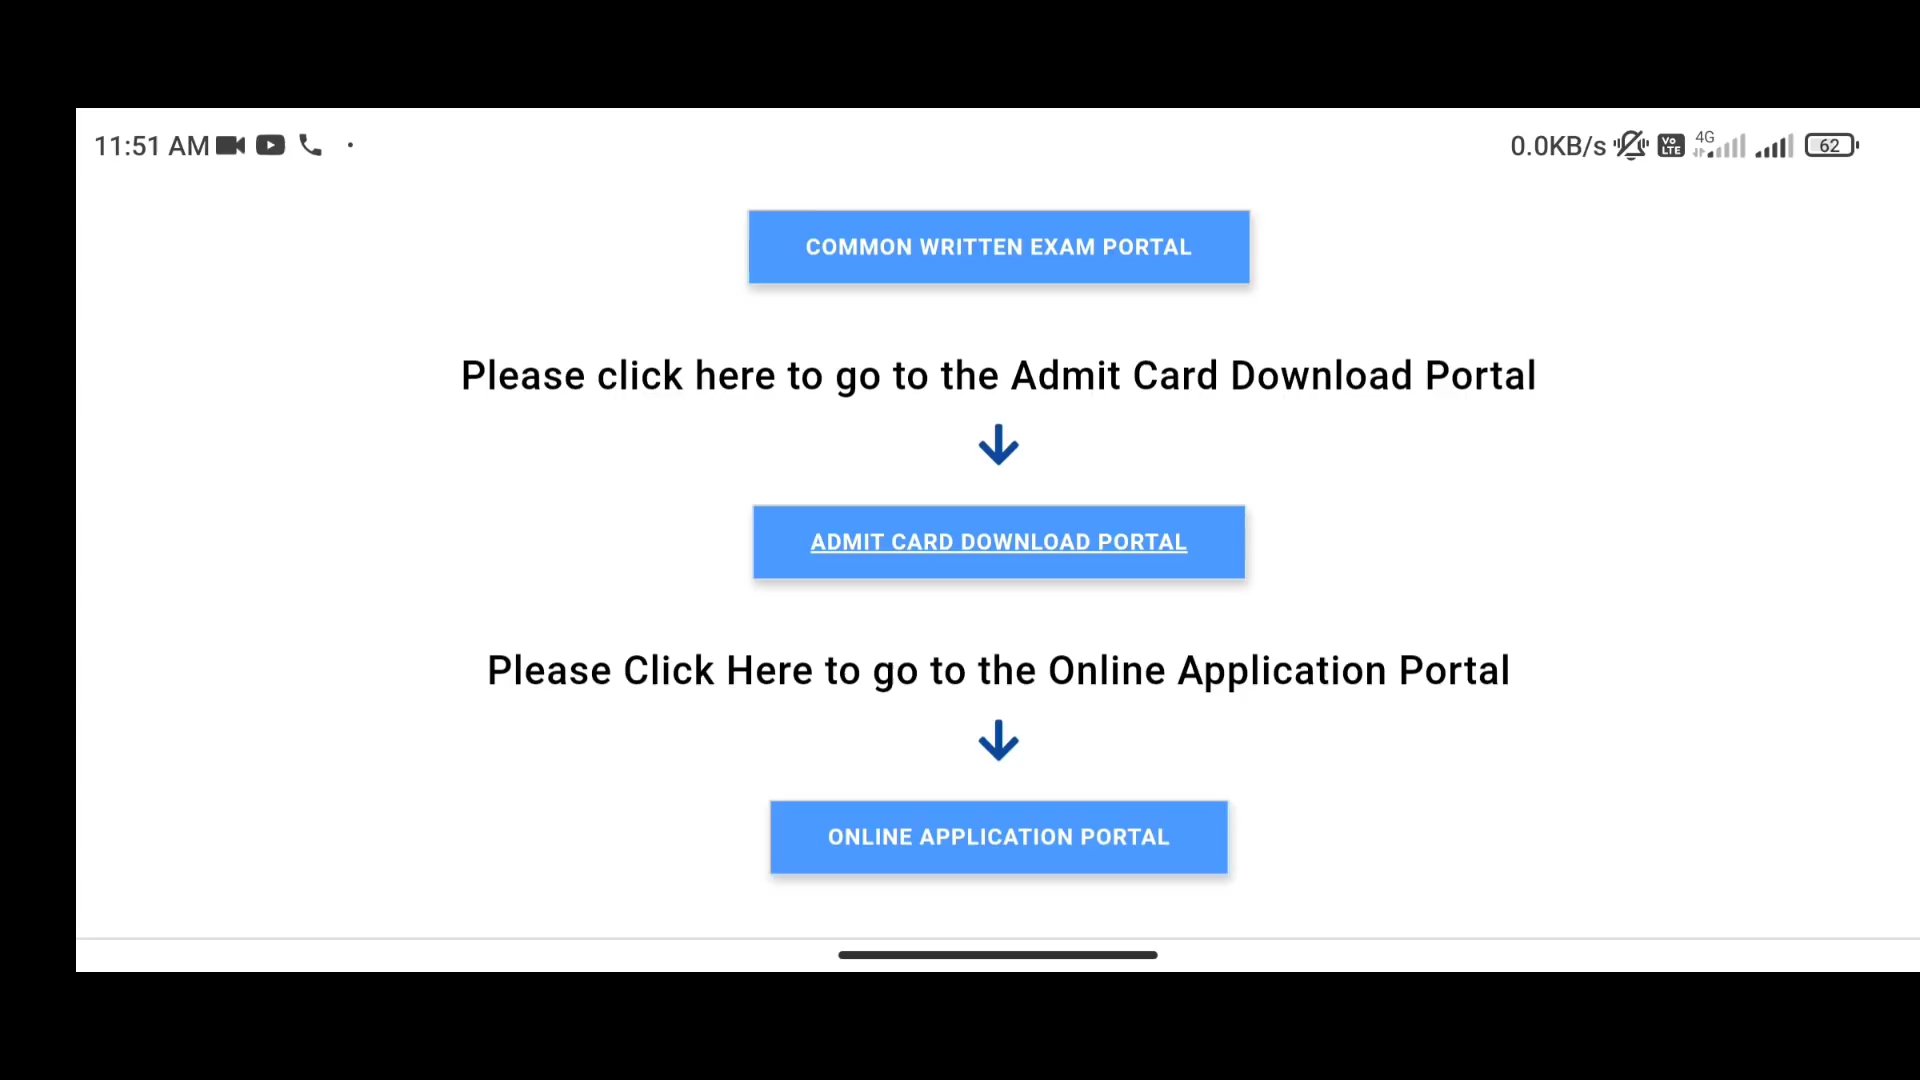 11:51 AM
0.0KB/s Vo LTE 4G 62
COMMON WRITTEN EXAM PORTAL
Please click here to go to the Admit Card Download Portal
ADMIT CARD DOWNLOAD PORTAL
Please Click Here to go to the Online Application Portal
ONLINE APPLICATION PORTAL